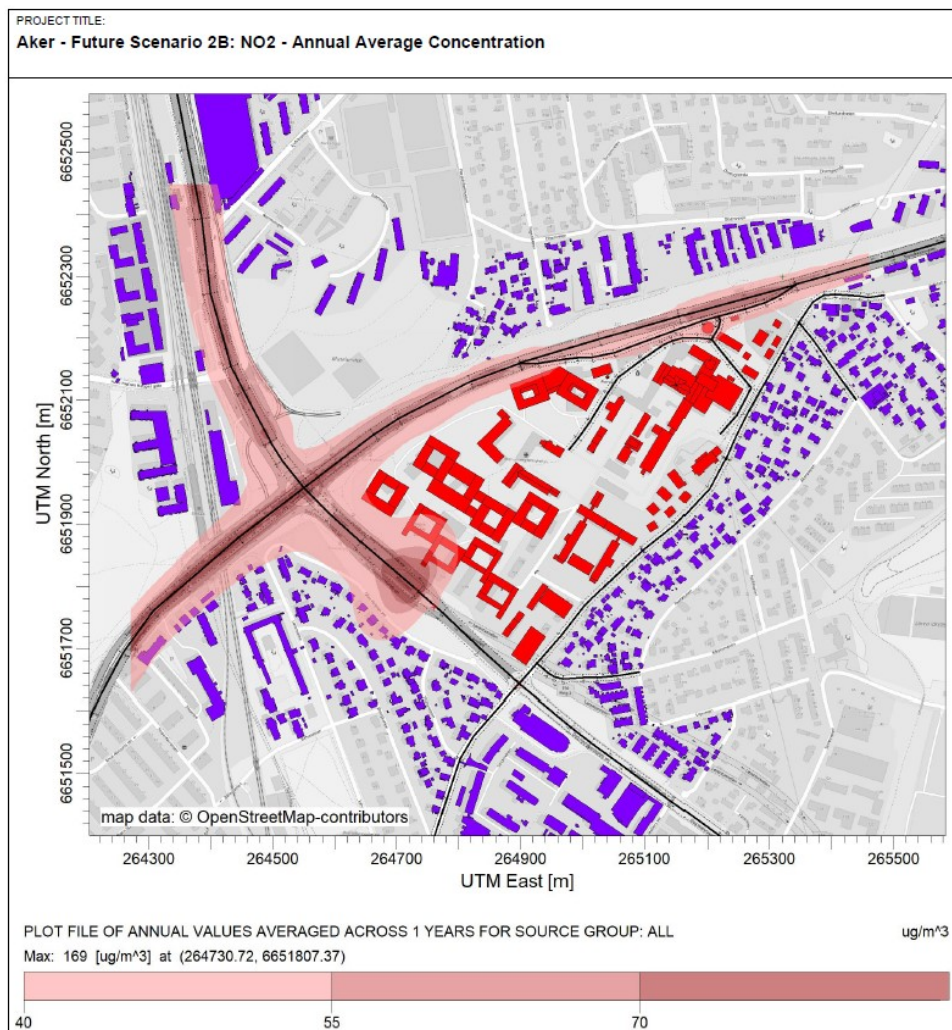 PROJECT TITLE:
Aker - Future Scenario 2B: NO2 - Annual Average Concentration
UTM North [m]
6652500
6652300
6652100
6651900
6651700
6651500
map data: © OpenStreetMap-contributors
264300 264500 264700 264900 265100 265300 265500
UTM East [m]
PLOT FILE OF ANNUAL VALUES AVERAGED ACROSS 1 YEARS FOR SOURCE GROUP: ALL ug/m^3
Max: 169 [ug/m^3] at (264730.72, 6651807.37)
40 55 70